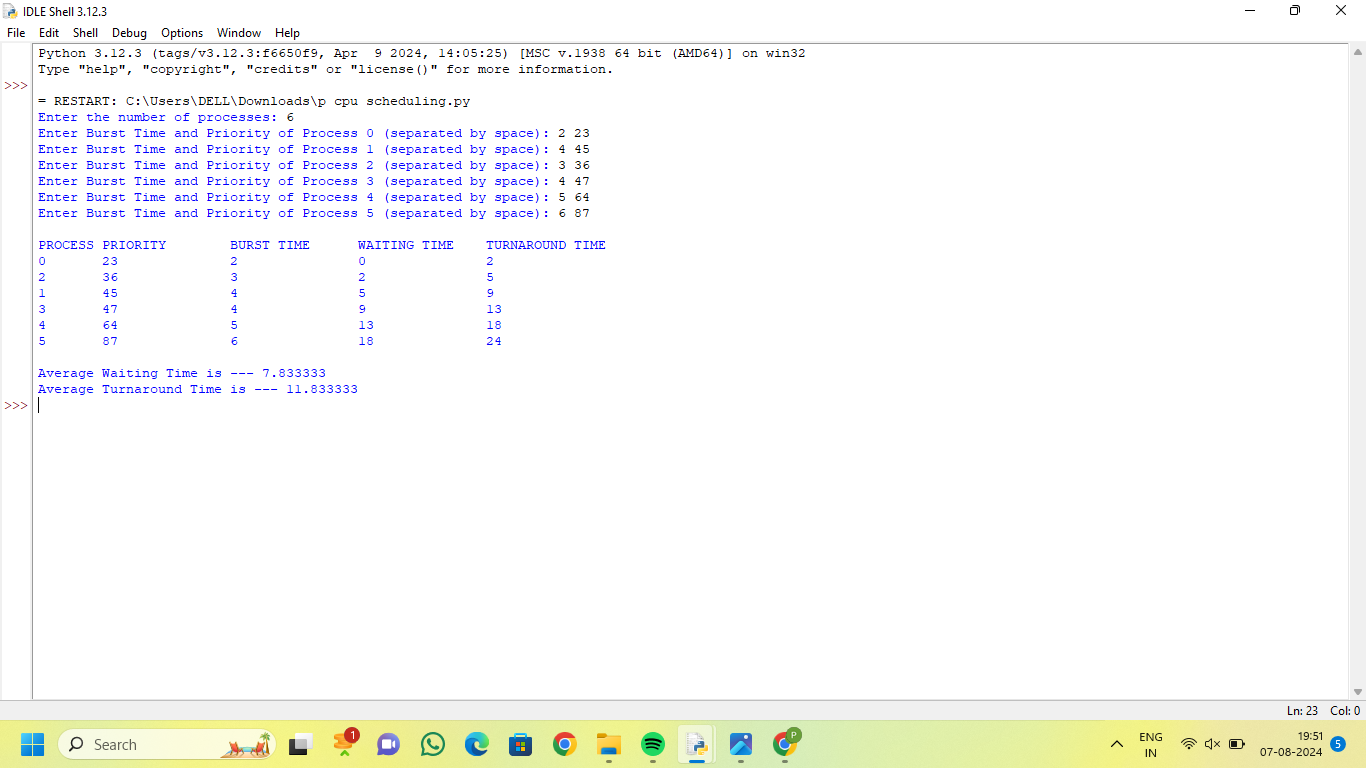 IDLE Shell 3.12.3
File Edit Shell Debug Options Window Help
Python 3.12.3 (tags/v3.12.3:f6650f9, Apr  9 2024, 14:05:25) [MSC v.1938 64 bit (AMD64)] on win32
Type "help", "copyright", "credits" or "license()" for more information.
>>>
= RESTART: C:\Users\DELL\Downloads\p cpu scheduling.py
Enter the number of processes: 6
Enter Burst Time and Priority of Process 0 (separated by space): 2 23
Enter Burst Time and Priority of Process 1 (separated by space): 4 45
Enter Burst Time and Priority of Process 2 (separated by space): 3 36
Enter Burst Time and Priority of Process 3 (separated by space): 4 47
Enter Burst Time and Priority of Process 4 (separated by space): 5 64
Enter Burst Time and Priority of Process 5 (separated by space): 6 87
PROCESS PRIORITY        BURST TIME      WAITING TIME    TURNAROUND TIME
0       23              2               0               2
2       36              3               2               5
1       45              4               5               9
3       47              4               9               13
4       64              5               13              18
5       87              6               18              24
Average Waiting Time is --- 7.833333
Average Turnaround Time is --- 11.833333
>>>
Ln: 23 Col: 0
Search
1
P
ENG
IN
19:51
07-08-2024
5